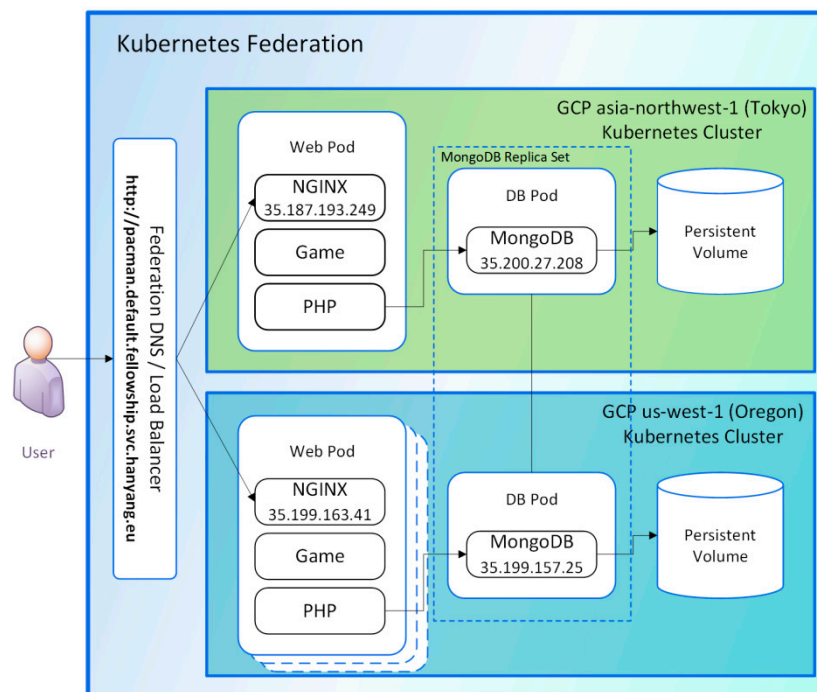 Kubernetes Federation
User
Federation DNS / Load Balancer
http://pacman.default.fellowship.svc.hanyang.eu
GCP asia-northwest-1 (Tokyo)
Kubernetes Cluster
Web Pod
NGINX
35.187.193.249
Game
PHP
MongoDB Replica Set
DB Pod
MongoDB
35.200.27.208
Persistent
Volume
GCP us-west-1 (Oregon)
Kubernetes Cluster
Web Pod
NGINX
35.199.163.41
Game
PHP
DB Pod
MongoDB
35.199.157.25
Persistent
Volume